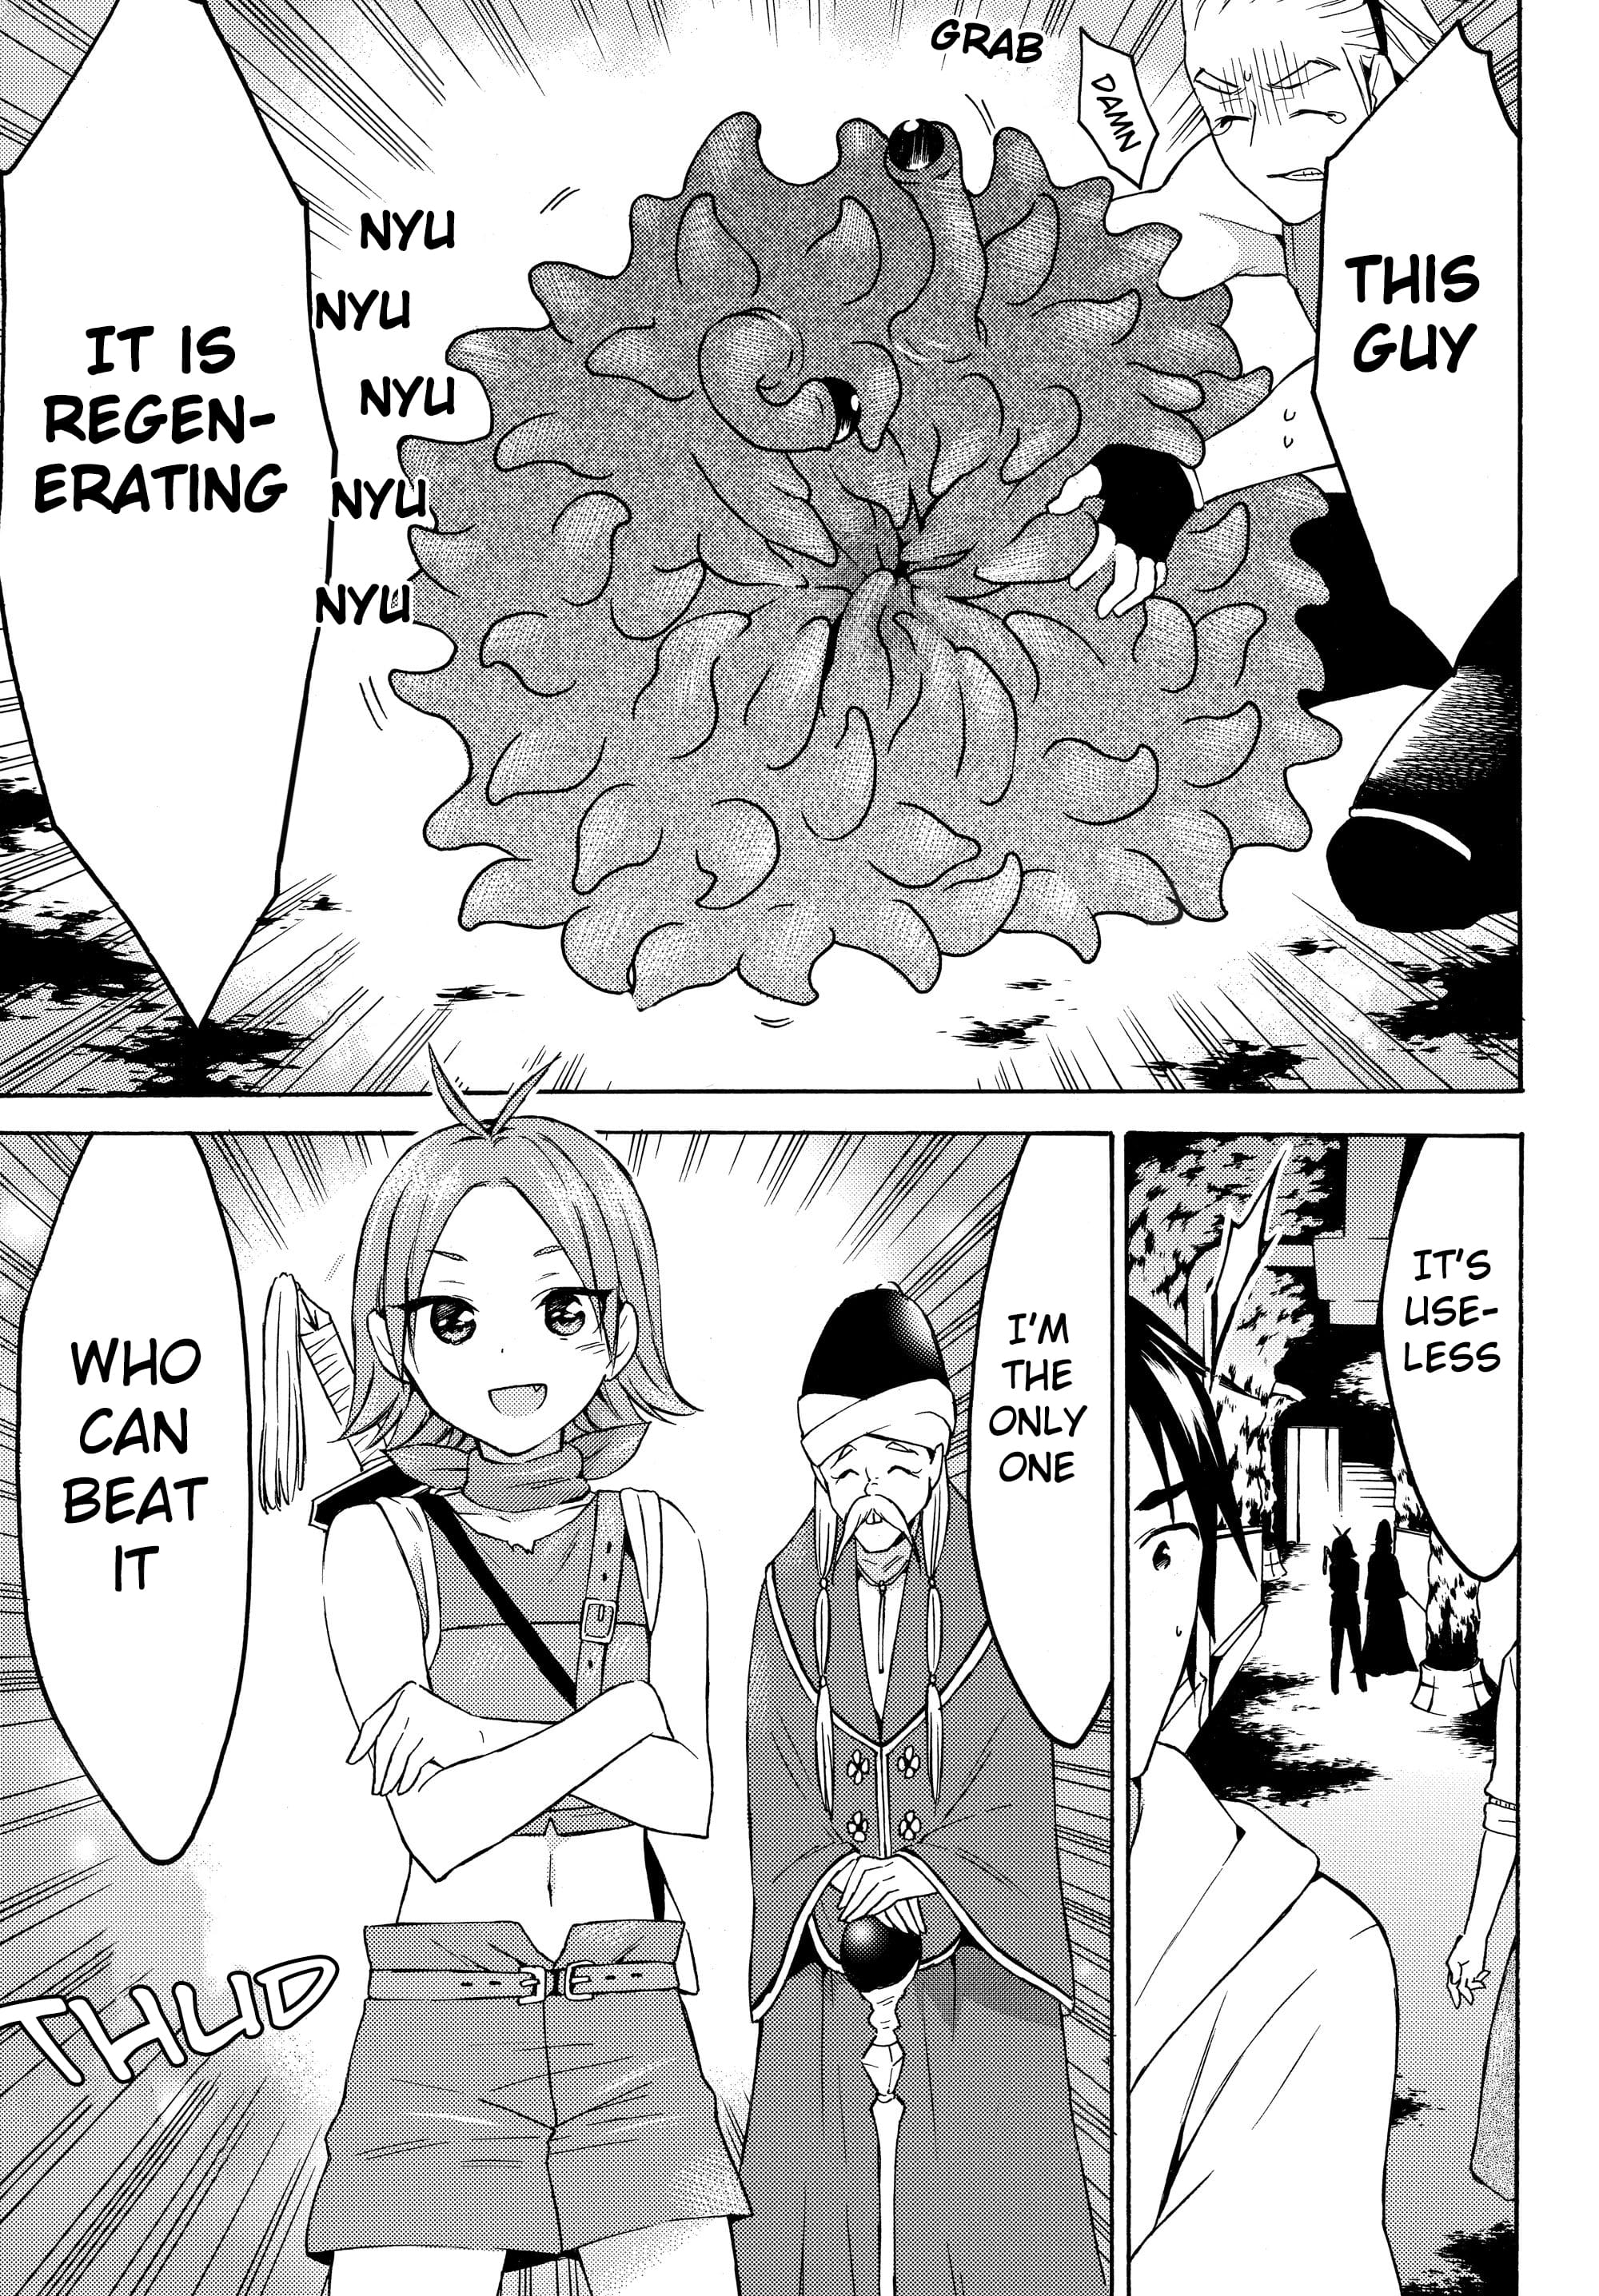 GRAB
DAMN
THIS
GUY
NYU
NYU
NYU
NYU
NYU
IT IS
REGEN-
ERATING
IT'S
USE-
LESS
I'M
THE
ONLY
ONE
WHO
CAN
BEAT
IT
THUD